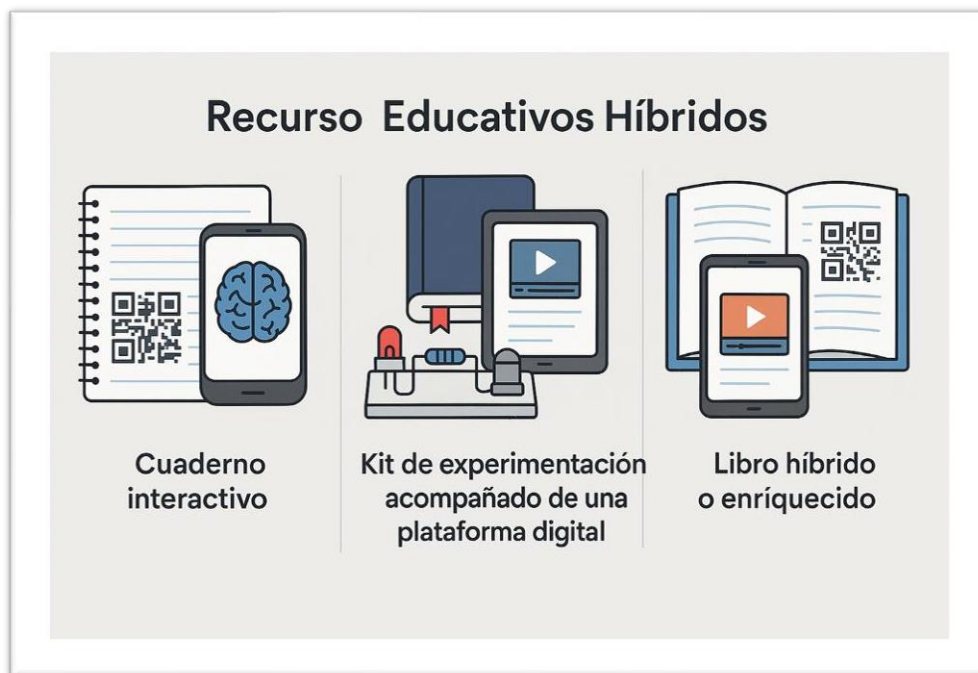 Recurso Educativos Híbridos
Cuaderno
interactivo
Kit de experimentación
acompañado de una
plataforma digital
Libro híbrido
o enríquecido